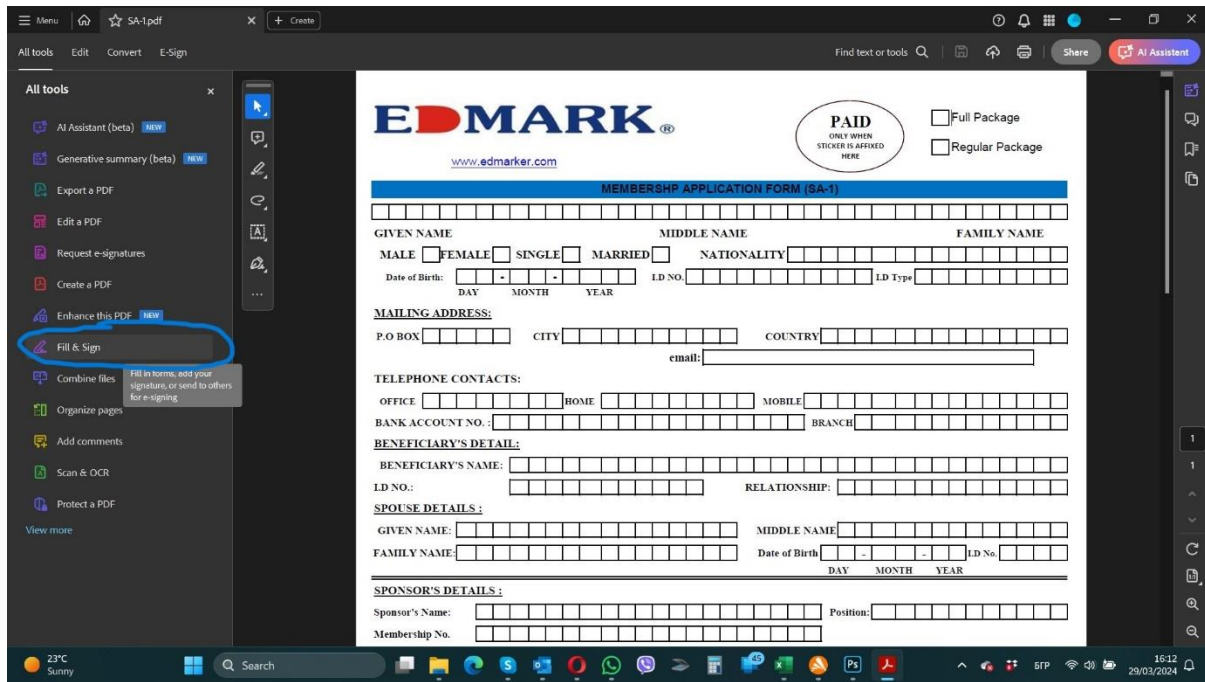 Menu SA-1.pdf × + Create
All tools Edit Convert E-Sign Find text or tools Share AI Assistent
All tools ×
AI Assistant (beta) NEW
Generative summary (beta) NEW
Export a PDF
Edit a PDF
Request e-signatures
Create a PDF
Enhance this PDF NEW
Fill & Sign
Fill in forms, add your
signature, or send to others
for e-signing
Combine files
Organize pages
Add comments
Scan & OCR
Protect a PDF
View more
EDMARK®
www.edmarker.com
PAID
ONLY WHEN
STICKER IS AFFIXED
HERE
Full Package
Regular Package
MEMBERSHP APPLICATION FORM (SA-1)
GIVEN NAME MIDDLE NAME FAMILY NAME
MALE FEMALE SINGLE MARRIED NATIONALITY
Date of Birth: - - I.D NO. I.D Type
DAY MONTH YEAR
MAILING ADDRESS:
P.O BOX CITY COUNTRY
email:
TELEPHONE CONTACTS:
OFFICE HOME MOBILE
BANK ACCOUNT NO. : BRANCH
BENEFICIARY'S DETAIL:
BENEFICIARY'S NAME:
I.D NO.: RELATIONSHIP:
SPOUSE DETAILS :
GIVEN NAME: MIDDLE NAME
FAMILY NAME: Date of Birth - - I.D No.
DAY MONTH YEAR
SPONSOR'S DETAILS :
Sponsor's Name: Position:
Membership No.
1
1
23°C
Sunny
Search
45
Ps
БГР
16:12
29/03/2024